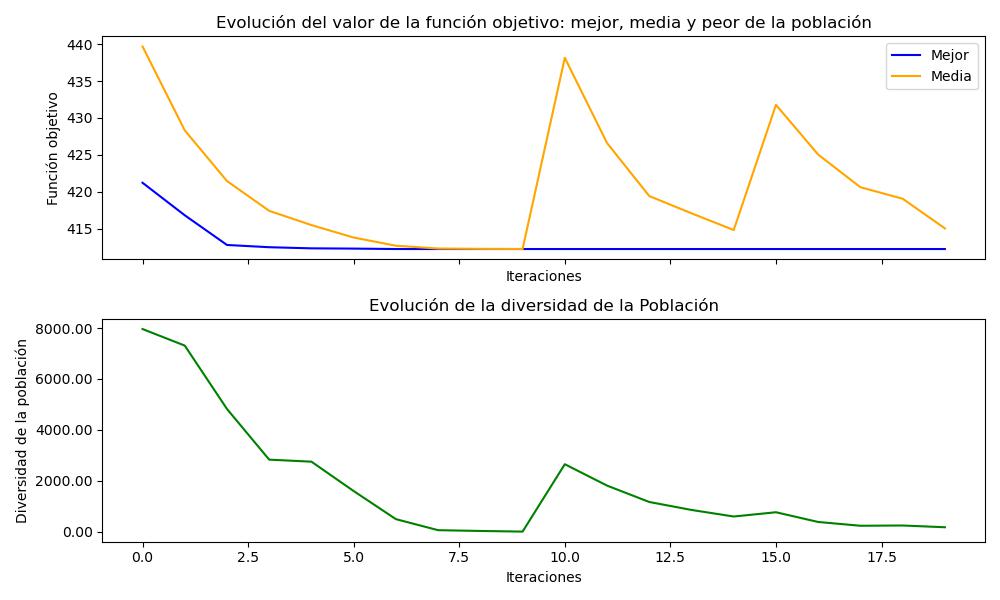 Evolución del valor de la función objetivo: mejor, media y peor de la población
440
435
430
425
420
415
Función objetivo
Mejor
Media
Iteraciones
Evolución de la diversidad de la Población
8000.00
6000.00
4000.00
2000.00
0.00
Diversidad de la población
0.0 2.5 5.0 7.5 10.0 12.5 15.0 17.5
Iteraciones